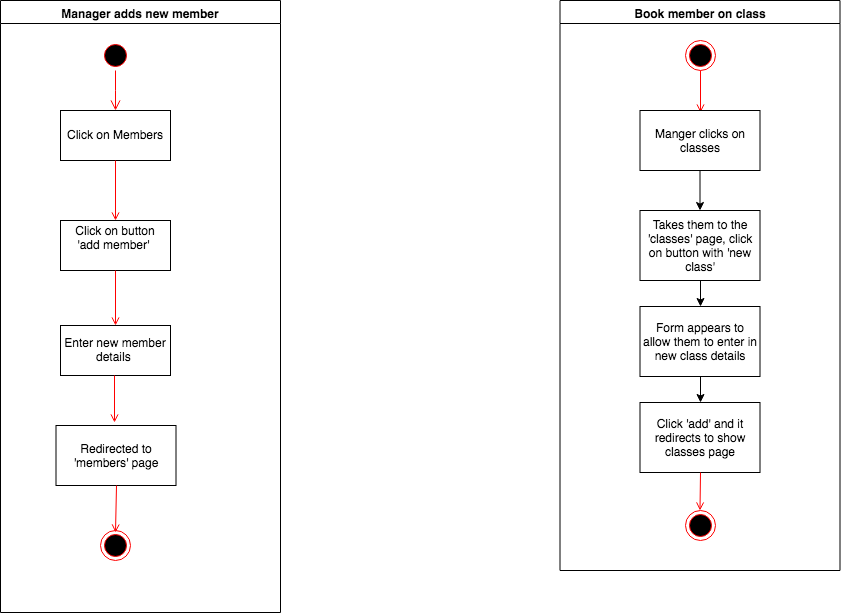 Manager adds new member
Click on Members
Click on button
'add member'
Enter new member
details
Redirected to
'members' page
Book member on class
Manger clicks on
classes
Takes them to the
'classes' page, click
on button with 'new
class'
Form appears to
allow them to enter in
new class details
Click 'add' and it
redirects to show
classes page